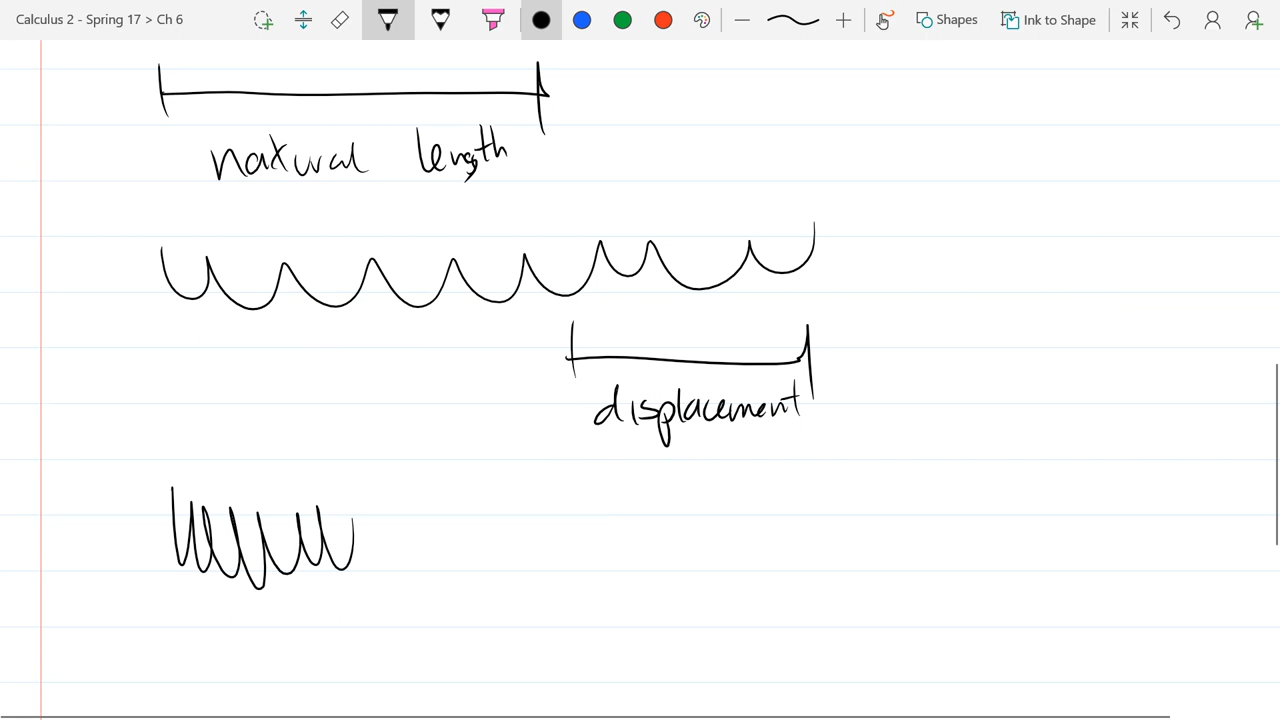 Calculus 2 - Spring 17 > Ch 6
Shapes
Ink to Shape
natural length
displacement